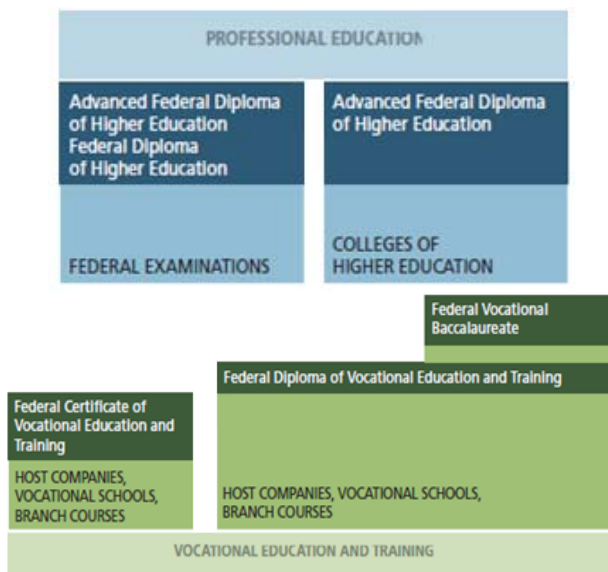 PROFESSIONAL EDUCATION
Advanced Federal Diploma
of Higher Education
Federal Diploma
of Higher Education
FEDERAL EXAMINATIONS
Advanced Federal Diploma
of Higher Education
COLLEGES OF
HIGHER EDUCATION
Federal Vocational
Baccalaureate
Federal Diploma of Vocational Education and Training
Federal Certificate of
Vocational Education and
Training
HOST COMPANIES,
VOCATIONAL SCHOOLS,
BRANCH COURSES
HOST COMPANIES, VOCATIONAL SCHOOLS,
BRANCH COURSES
VOCATIONAL EDUCATION AND TRAINING